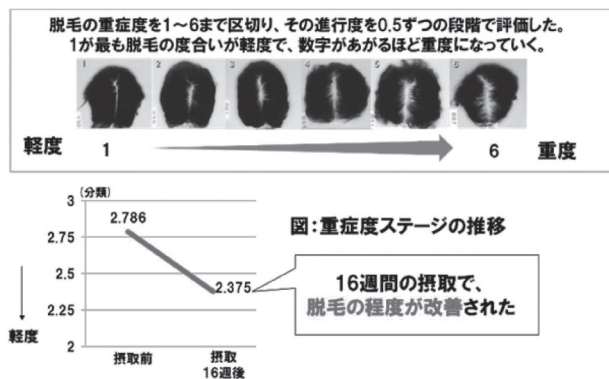 脱毛の重症度を1～6まで区切り、その進行度を0.5ずつの段階で評価した。
1が最も脱毛の度合いが軽度で、数字があがるほど重度になっていく。
1 2 3 4 5 6
軽度 1 6 重度
(分類)
3
2.786
2.75
2.5
2.375
2.25
2
軽度
摂取前
摂取
16週後
図：重症度ステージの推移
16週間の摂取で、
脱毛の程度が改善された